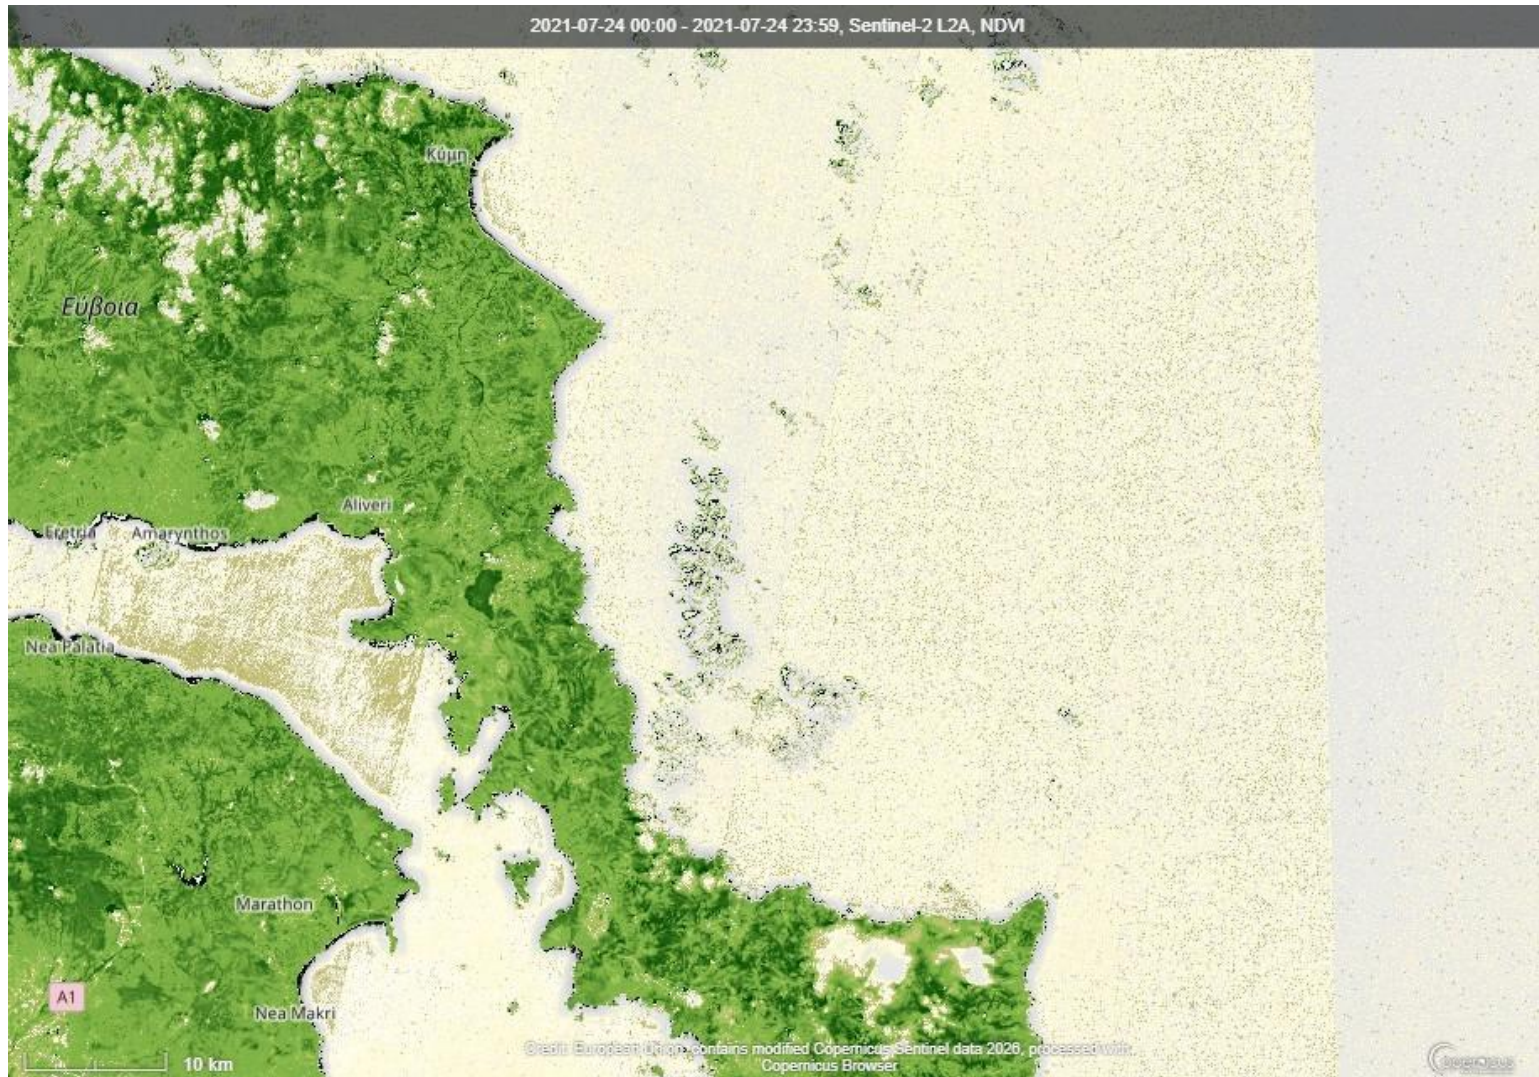 2021-07-24 00:00 - 2021-07-24 23:59, Sentinel-2 L2A, NDVI
Κύμη
Εύβοια
Aliveri
Eretria
Amarynthos
Nea Palatia
Marathon
A1
Nea Makri
10 km
Credit: European Union, contains modified Copernicus Sentinel data 2026, processed with
Copernicus Browser